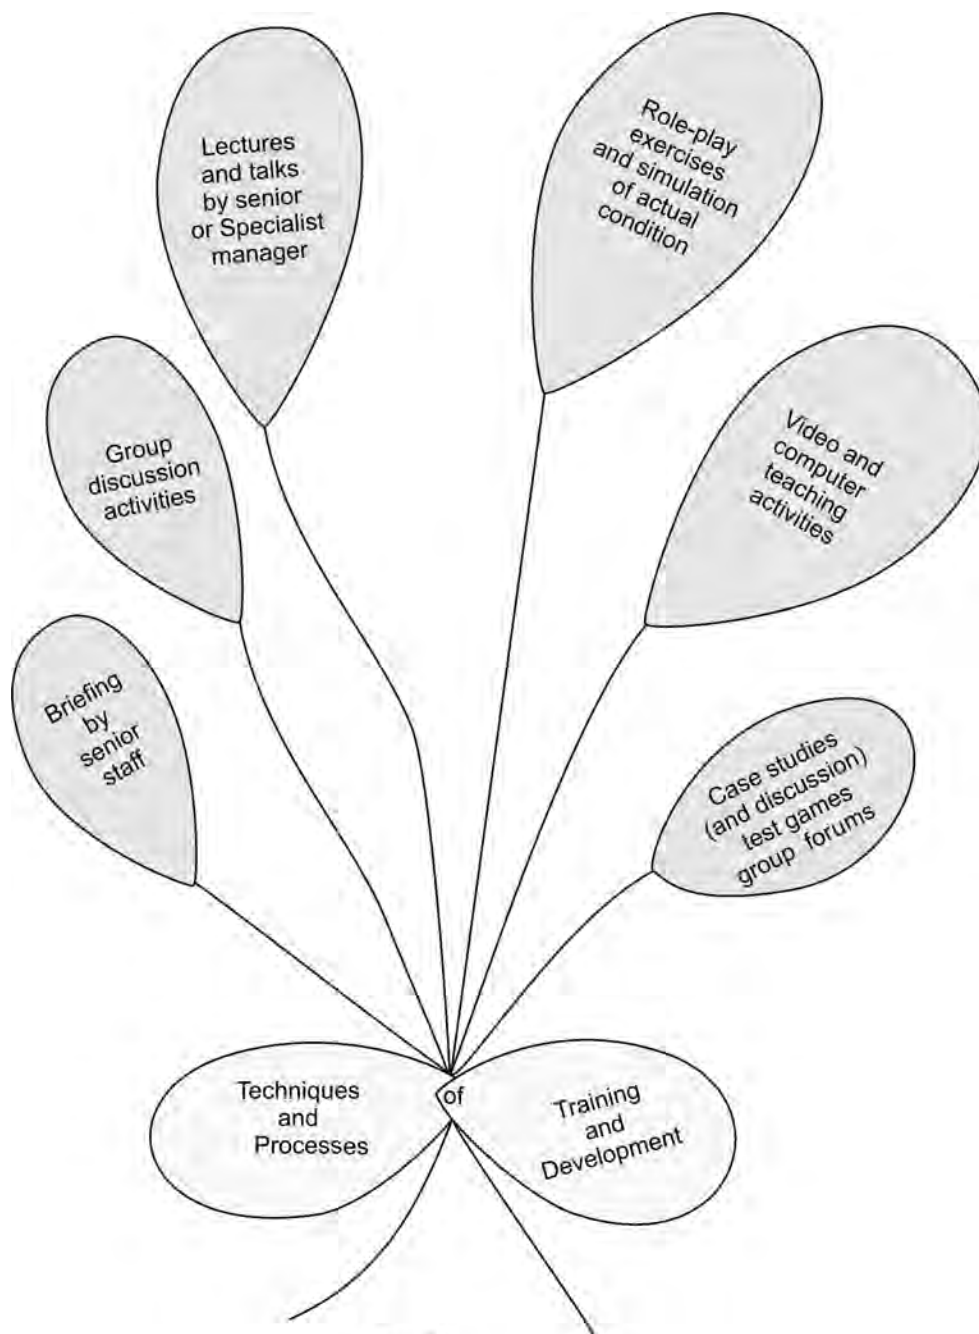 Lectures
and talks
by senior
or Specialist
manager
Role-play
exercises
and simulation
of actual
condition
Group
discussion
activities
Video and
computer
teaching
activities
Briefing
by
senior
staff
Case studies
(and discussion)
test games
group forums
Techniques
and
Processes
of
Training
and
Development